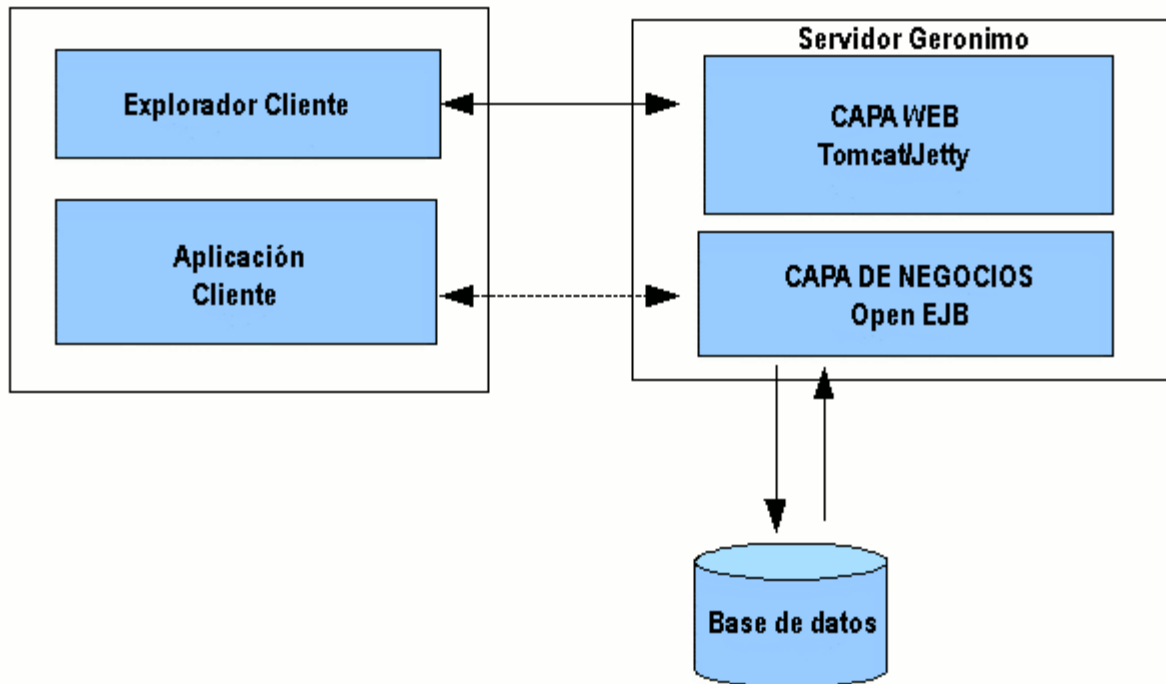 Explorador Cliente
Aplicación
Cliente
Servidor Geronimo
CAPA WEB
Tomcat/Jetty
CAPA DE NEGOCIOS
Open EJB
Base de datos